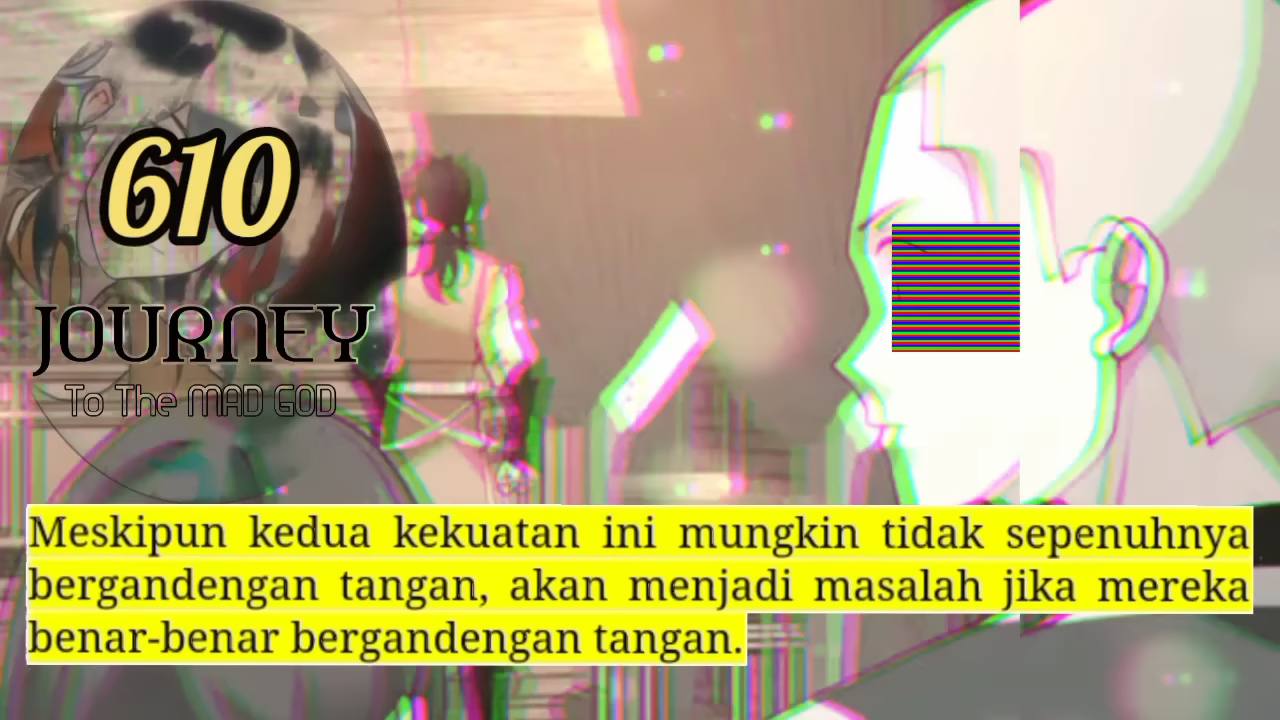 610
JOURNEY
To The MAD GOD
Meskipun kedua kekuatan ini mungkin tidak sepenuhnya
bergandengan tangan, akan menjadi masalah jika mereka
benar-benar bergandengan tangan.